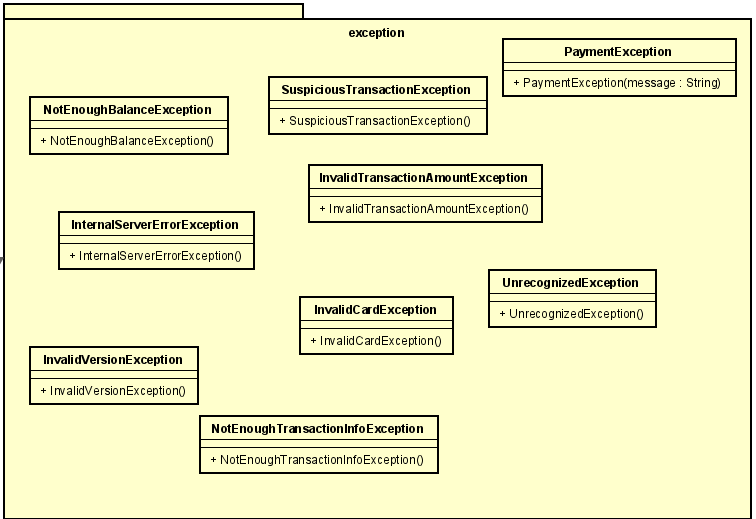 exception
PaymentException
+ PaymentException(message : String)
SuspiciousTransactionException
+ SuspiciousTransactionException()
NotEnoughBalanceException
+ NotEnoughBalanceException()
InvalidTransactionAmountException
+ InvalidTransactionAmountException()
InternalServerErrorException
+ InternalServerErrorException()
UnrecognizedException
+ UnrecognizedException()
InvalidCardException
+ InvalidCardException()
InvalidVersionException
+ InvalidVersionException()
NotEnoughTransactionInfoException
+ NotEnoughTransactionInfoException()